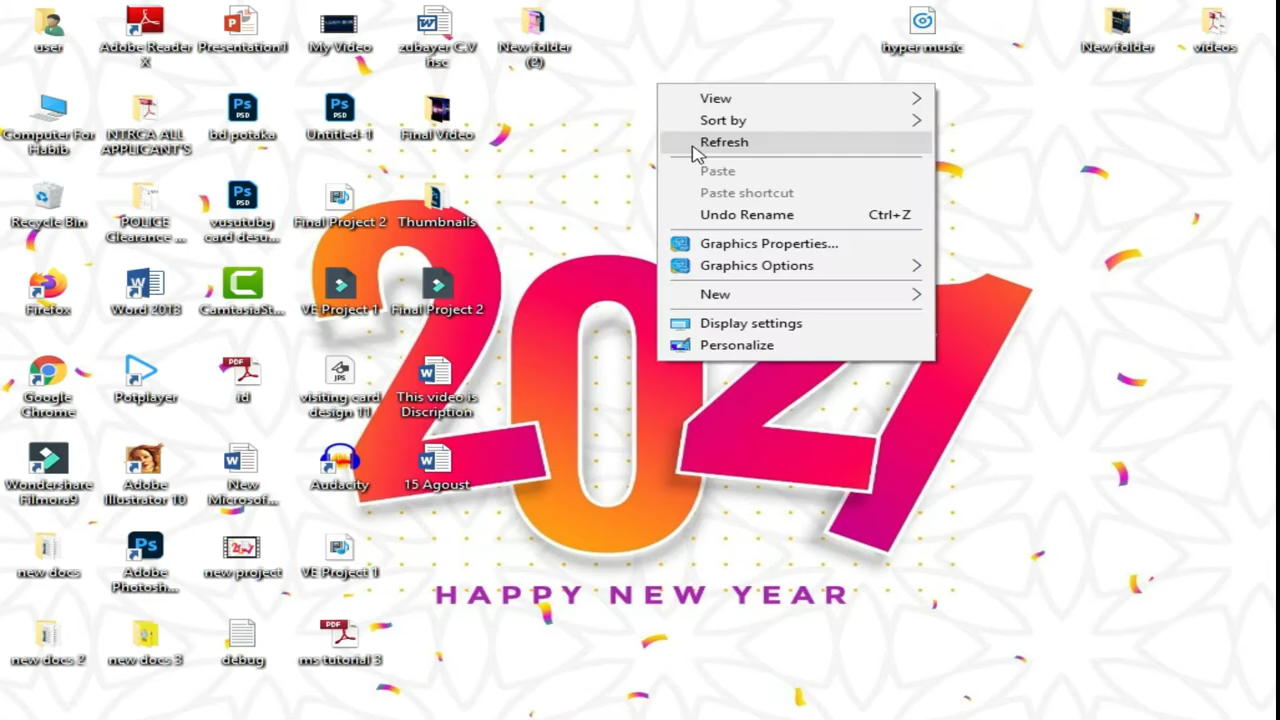 user
Adobe Reader
X
Presentation1
My Video
zubayer C.V
hsc
New folder
(2)
hyper music
New folder
videos
Computer For
Habib
NTRCA ALL
APPLICANT'S
bd potaka
Untitled-1
Final Video
Recycle Bin
POLICE
Clearance ...
yusutubg
card desu...
Final Project 2
Thumbnails
Firefox
Word 2013
CamtasiaSt...
VE Project 1
Final Project 2
Google
Chrome
Potplayer
id
visiting card
design 11
This video is
Discription
Wondershare
Filmora9
Adobe
Illustrator 10
New
Microsof...
Audacity
15 Agoust
new docs
Adobe
Photosh...
new project
VE Project 1
new docs 2
new docs 3
debug
ms tutorial 3
View
Sort by
Refresh
Paste
Paste shortcut
Undo Rename Ctrl+Z
Graphics Properties...
Graphics Options
New
Display settings
Personalize
2021
HAPPY NEW YEAR